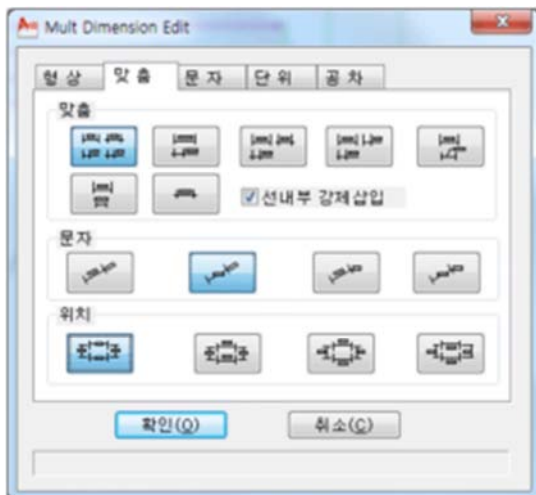 Mult Dimension Edit
형 상 맞 춤 문 자 단 위 공 차
맞춤
선내부 강제삽입
문자
위치
확인(O) 취소(C)